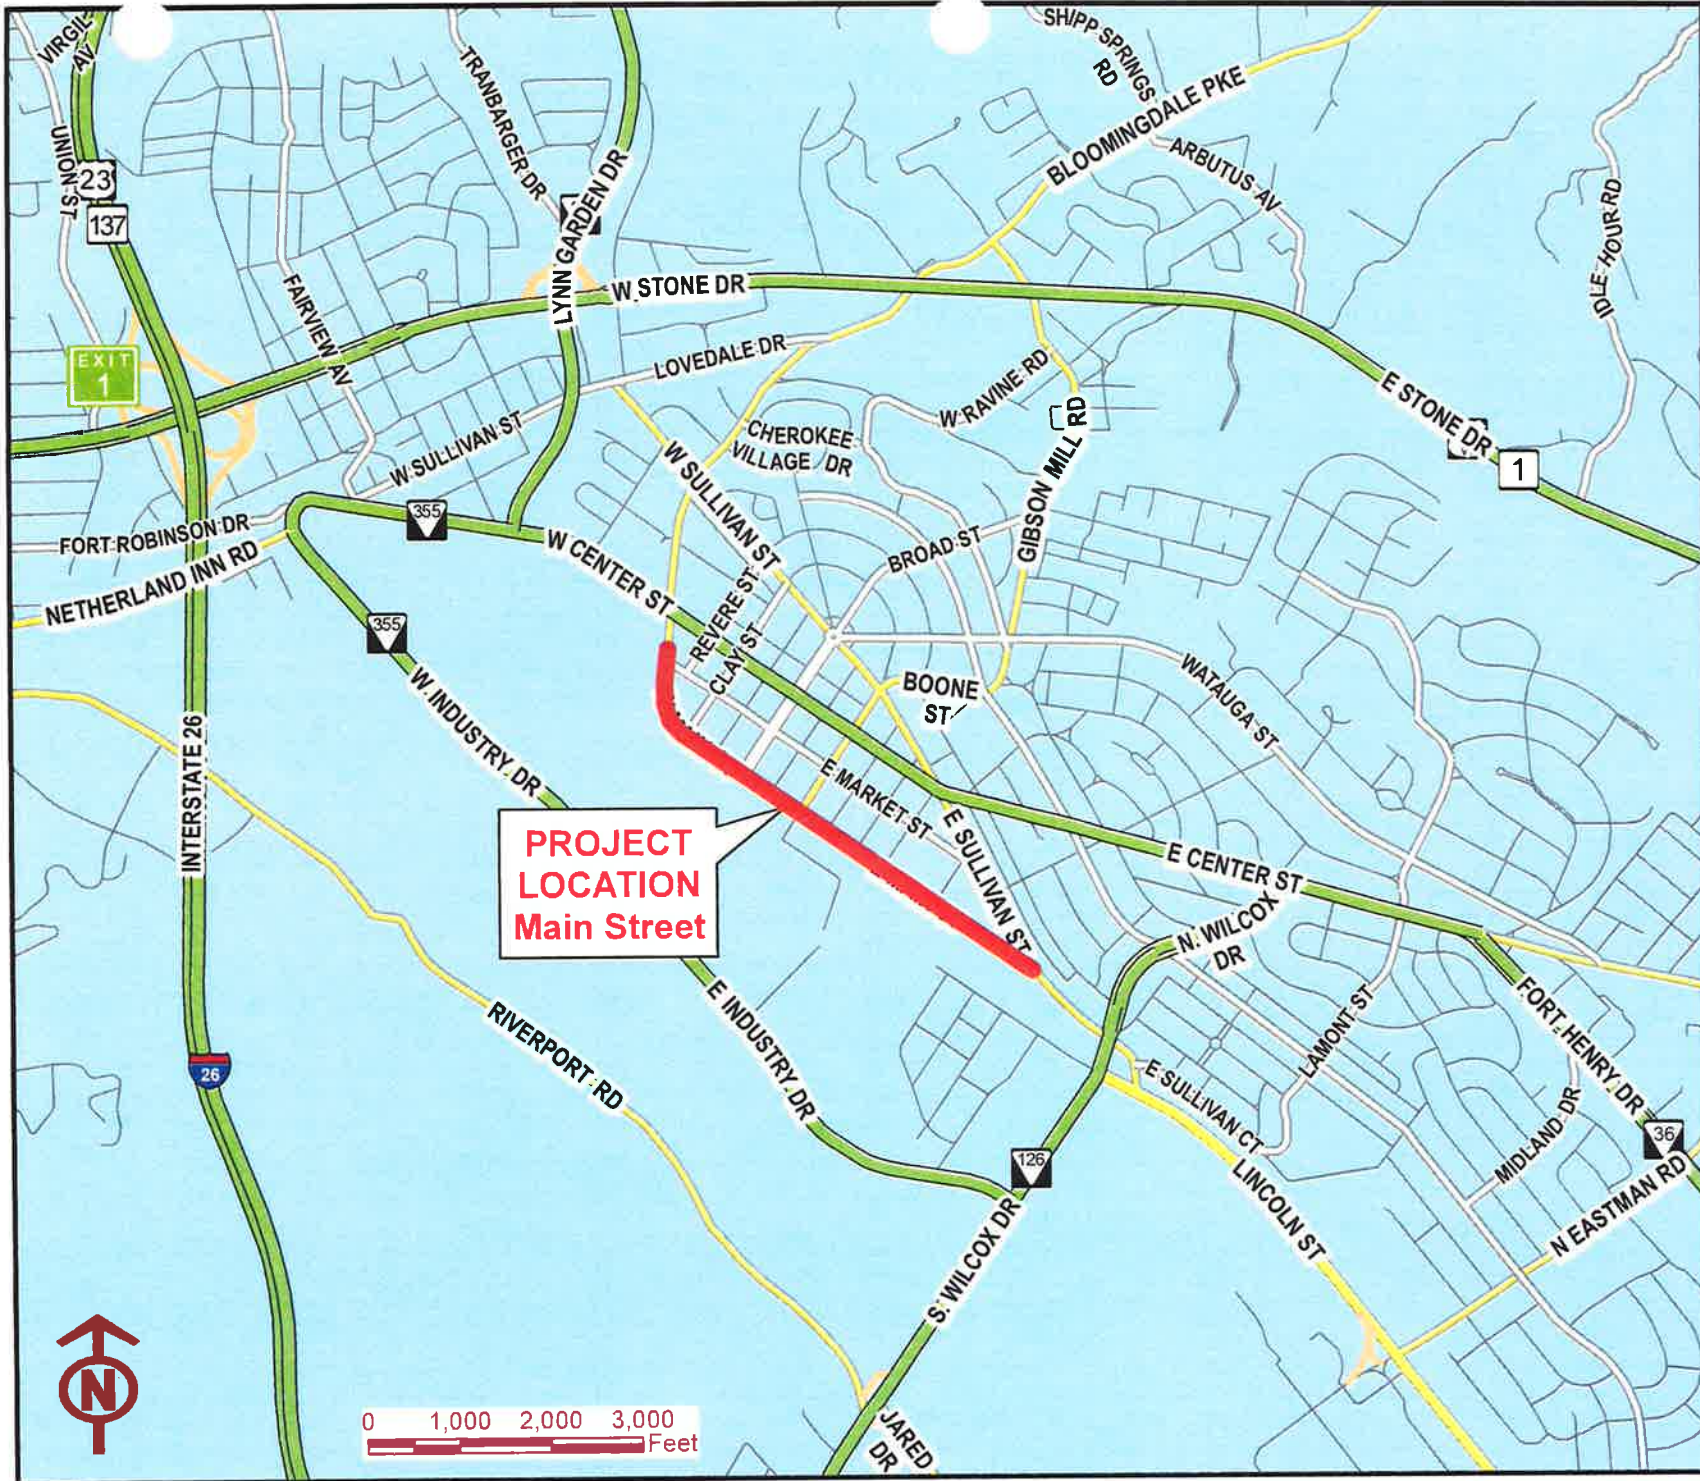 VIRGIL
AV
SHIPP SPRINGS
RD
TRANBARGER DR
BLOOMINGDALE PKE
UNION ST
23
137
ARBUTUS AV
LYNN GARDEN DR
IDLE HOUR RD
FAIRVIEW AV
W STONE DR
EXIT
1
LOVEDALE DR
W RAVINE RD
E STONE DR
1
W SULLIVAN ST
CHEROKEE
VILLAGE DR
GIBSON MILL RD
W SULLIVAN ST
355
FORT ROBINSON DR
NETHERLAND INN RD
W CENTER ST
BROAD ST
REVERE ST
CLAY ST
355
W INDUSTRY DR
BOONE
ST
WATAUGA ST
INTERSTATE 26
E MARKET ST
E SULLIVAN ST
PROJECT
LOCATION
Main Street
E CENTER ST
N. WILCOX
DR
E INDUSTRY DR
RIVERPORT RD
FORT HENRY DR
LAMONT ST
26
E SULLIVAN CT
MIDLAND DR
36
126
LINCOLN ST
N EASTMAN RD
S. WILCOX DR
N
0 1,000 2,000 3,000
Feet
JARED
DR